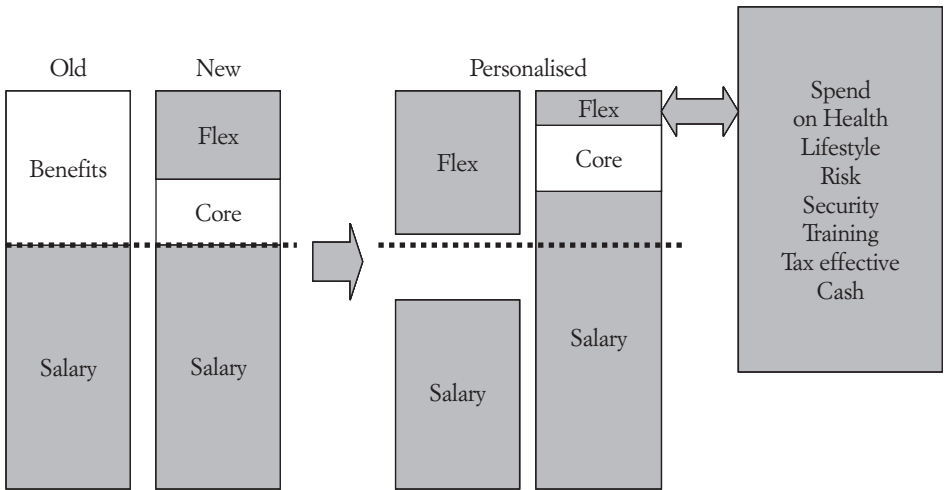 Old
New
Personalised
Benefits
Salary
Flex
Core
Salary
Flex
Salary
Flex
Core
Salary
Spend
on Health
Lifestyle
Risk
Security
Training
Tax effective
Cash